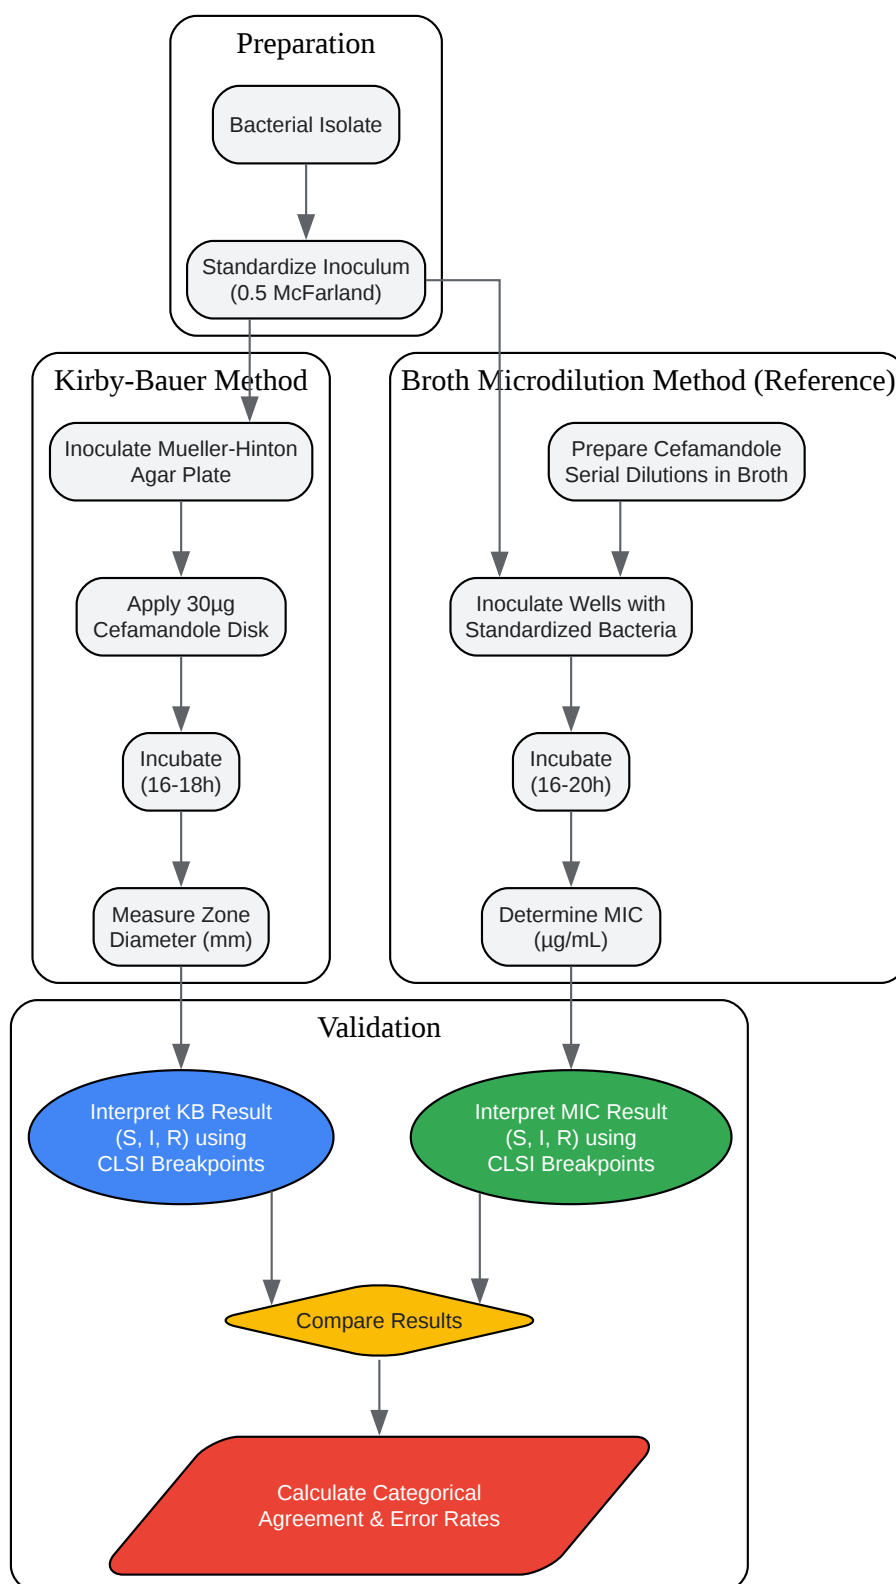 Preparation
Bacterial Isolate
Standardize Inoculum
(0.5 McFarland)
Kirby-Bauer Method
Inoculate Mueller-Hinton
Agar Plate
Apply 30µg
Cefamandole Disk
Incubate
(16-18h)
Measure Zone
Diameter (mm)
Broth Microdilution Method (Reference)
Prepare Cefamandole
Serial Dilutions in Broth
Inoculate Wells with
Standardized Bacteria
Incubate
(16-20h)
Determine MIC
(µg/mL)
Validation
Interpret KB Result
(S, I, R) using
CLSI Breakpoints
Interpret MIC Result
(S, I, R) using
CLSI Breakpoints
Compare Results
Calculate Categorical
Agreement & Error Rates